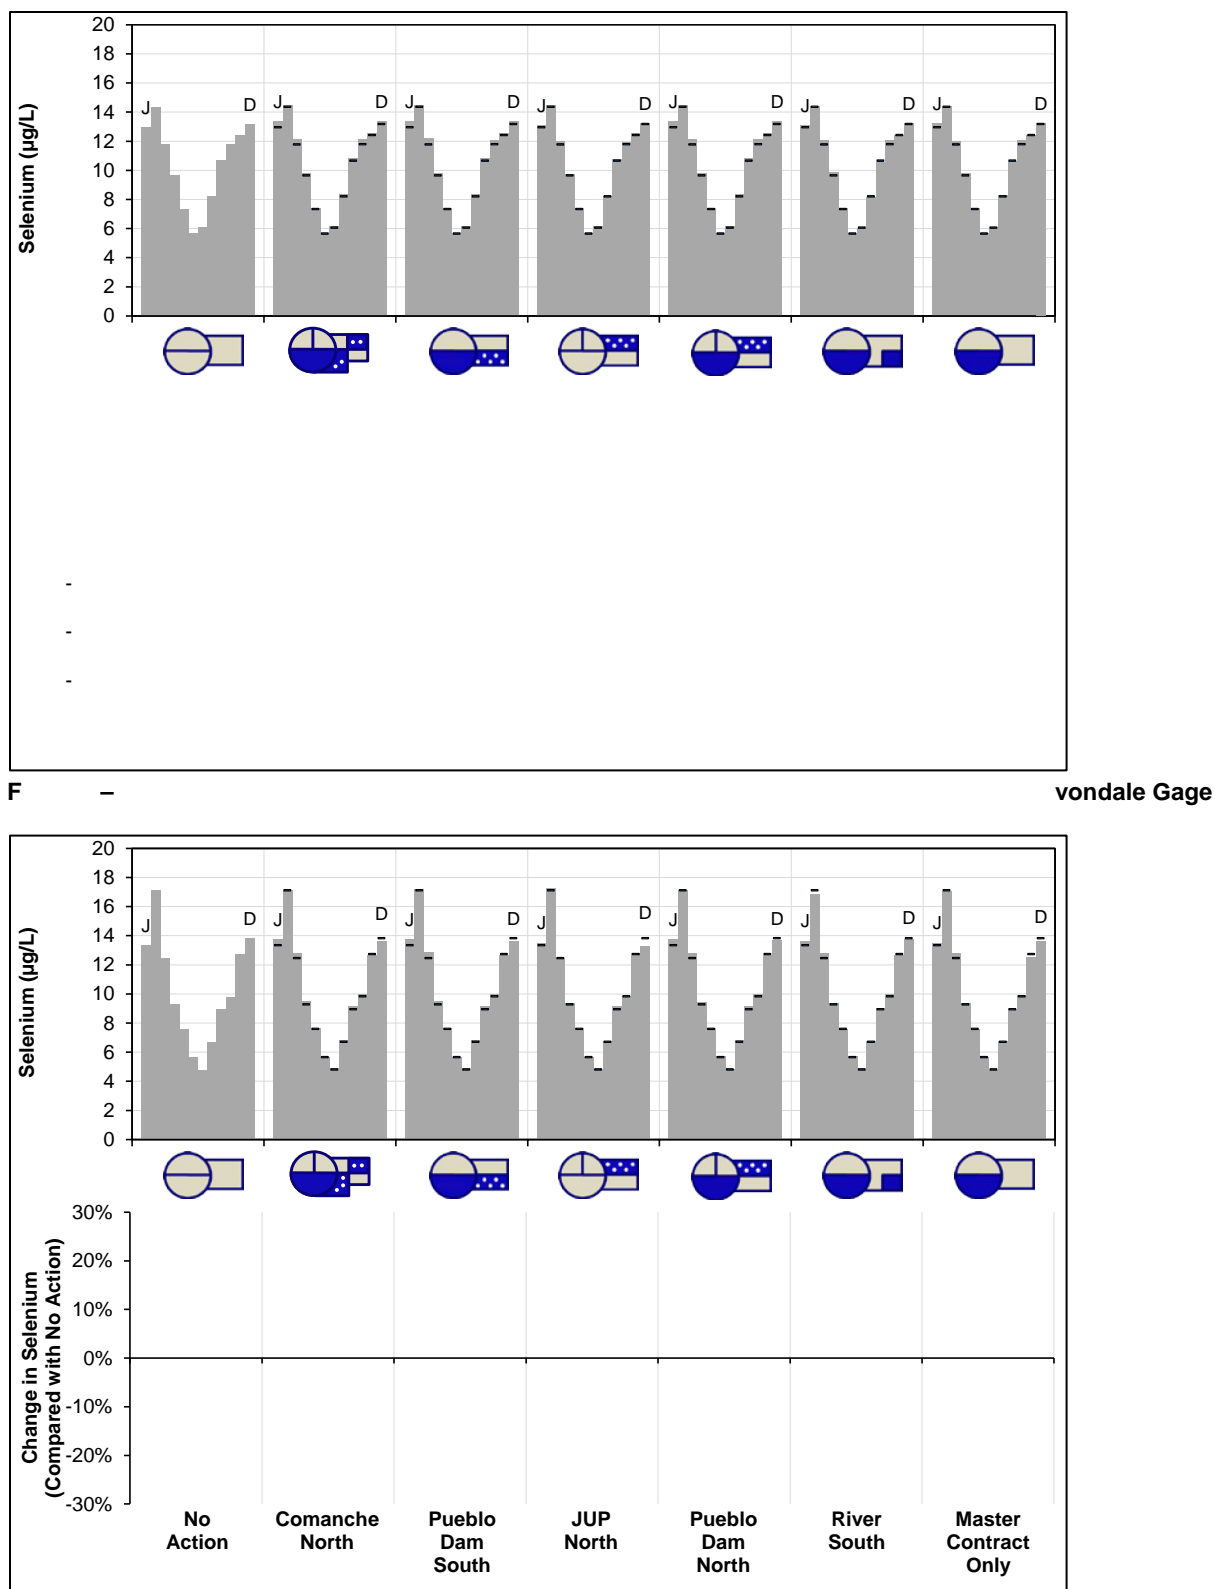 20
18
16
14
12
10
8
6
4
2
0
Selenium (µg/L)
J D J D J D J D J D J D J D
-
-
-
F – vondale Gage
20
18
16
14
12
10
8
6
4
2
0
Selenium (µg/L)
J D J D J D J D J D J D J D
30%
20%
10%
0%
-10%
-20%
-30%
Change in Selenium
(Compared with No Action)
No
Action
Comanche
North
Pueblo
Dam
South
JUP
North
Pueblo
Dam
North
River
South
Master
Contract
Only